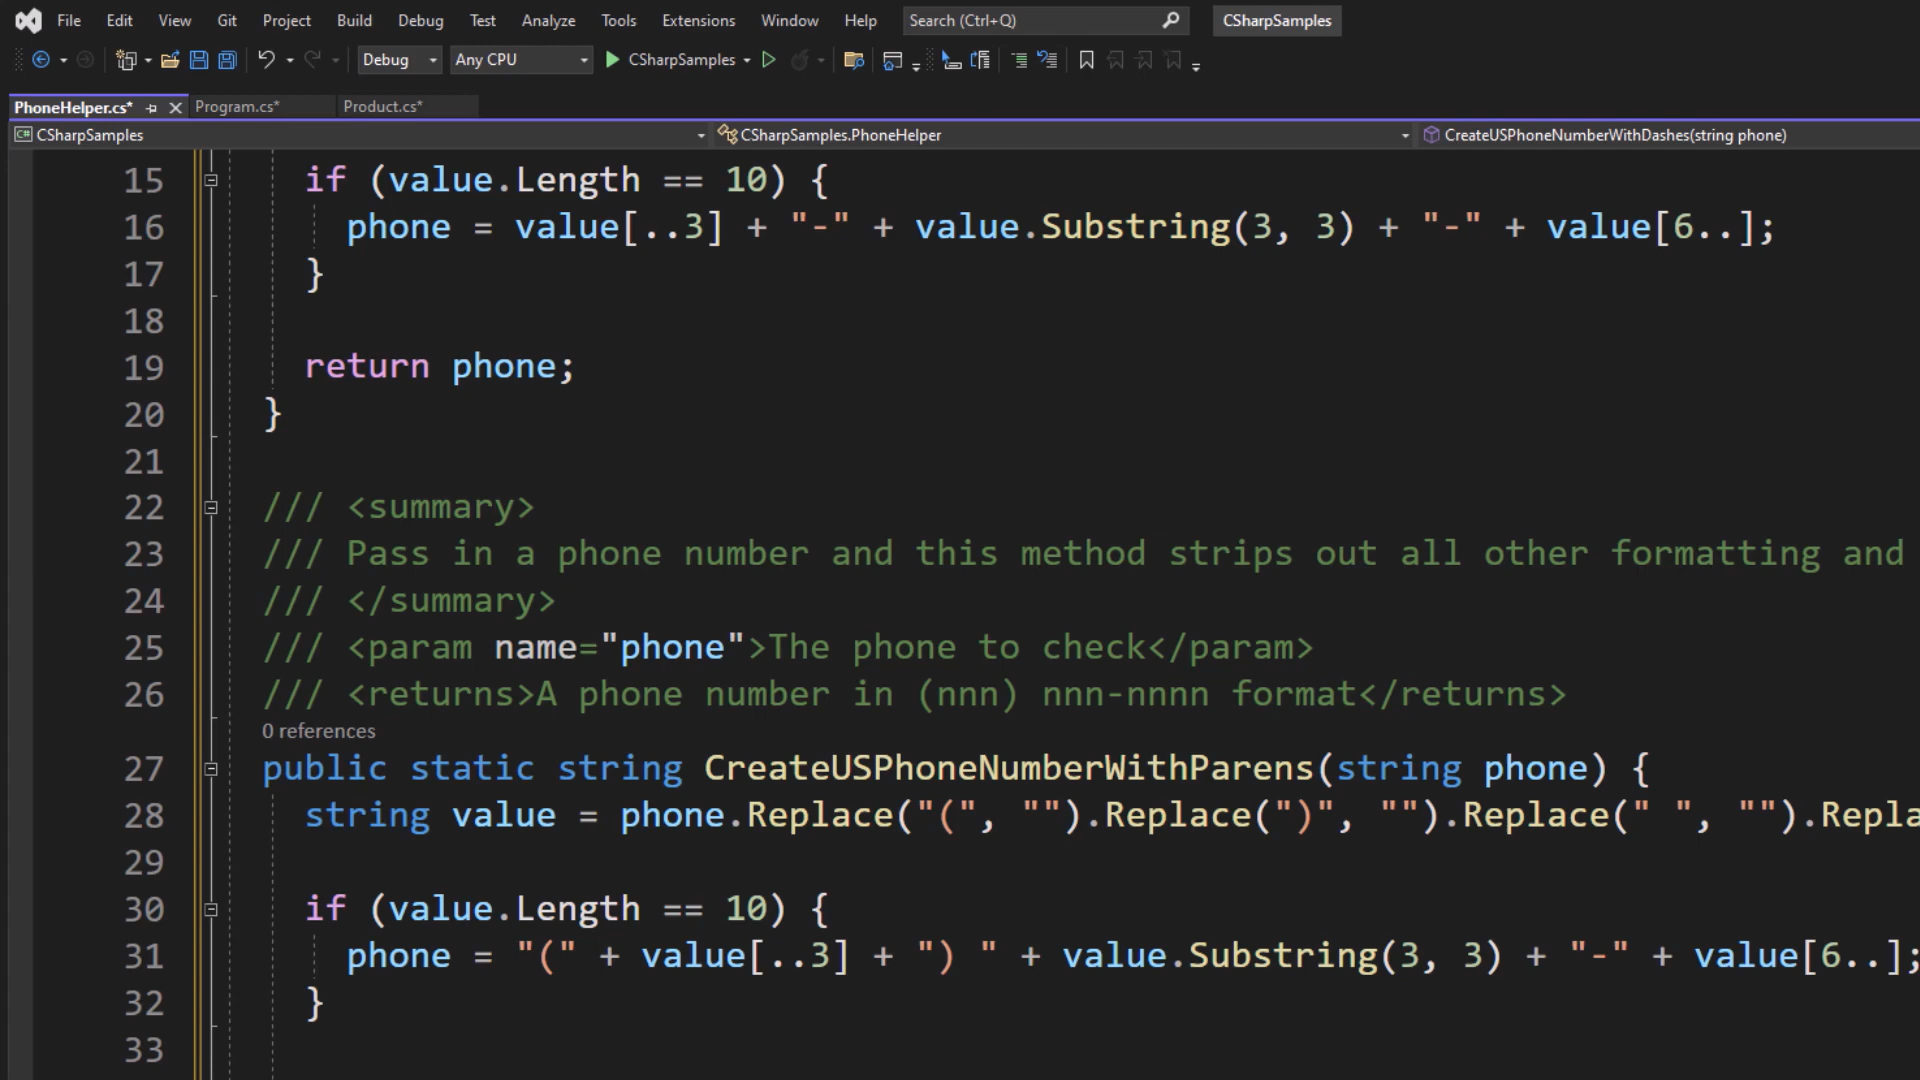 File Edit View Git Project Build Debug Test Analyze Tools Extensions Window Help Search (Ctrl+Q) CSharpSamples
Debug Any CPU CSharpSamples
PhoneHelper.cs* Program.cs* Product.cs*
C# CSharpSamples CSharpSamples.PhoneHelper CreateUSPhoneNumberWithDashes(string phone)
15 if (value.Length == 10) {
16 phone = value[..3] + "-" + value.Substring(3, 3) + "-" + value[6..];
17 }
18
19 return phone;
20 }
21
22 /// <summary>
23 /// Pass in a phone number and this method strips out all other formatting and
24 /// </summary>
25 /// <param name="phone">The phone to check</param>
26 /// <returns>A phone number in (nnn) nnn-nnnn format</returns>
0 references
27 public static string CreateUSPhoneNumberWithParens(string phone) {
28 string value = phone.Replace("(", "").Replace(")", "").Replace(" ", "").Repla
29
30 if (value.Length == 10) {
31 phone = "(" + value[..3] + ") " + value.Substring(3, 3) + "-" + value[6..];
32 }
33